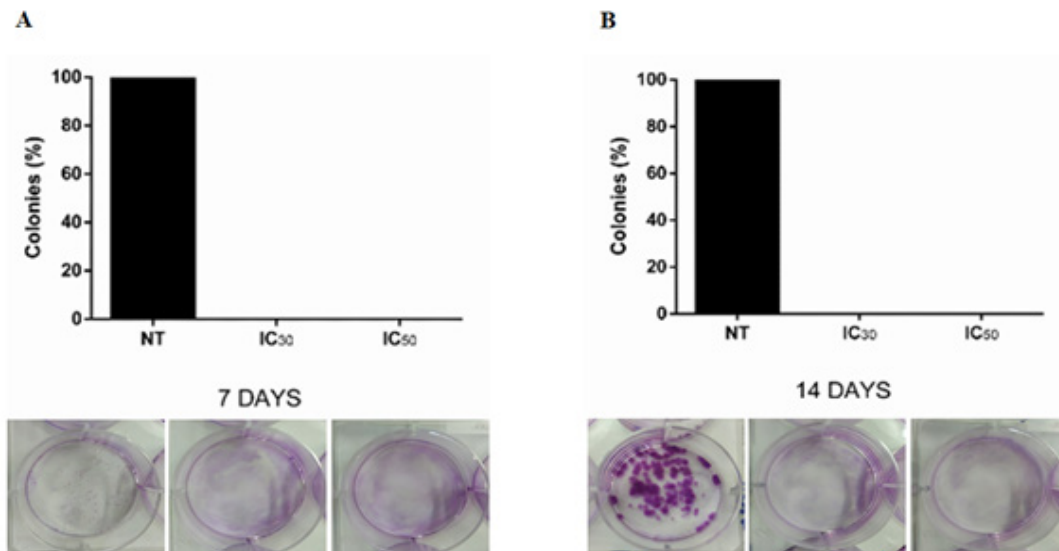 A
Colonies (%)
100
80
60
40
20
0
NT IC₃₀ IC₅₀
7 DAYS
B
Colonies (%)
100
80
60
40
20
0
NT IC₃₀ IC₅₀
14 DAYS